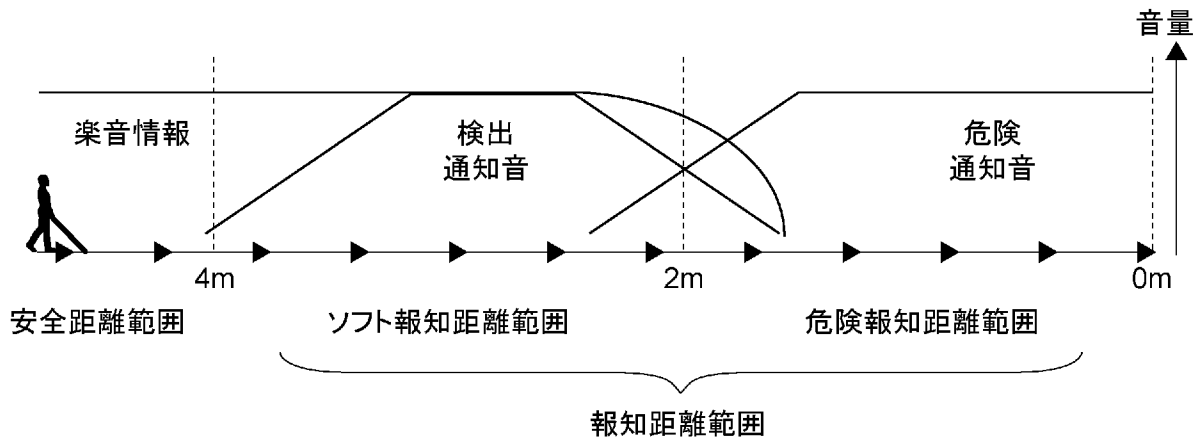 音量
楽音情報
検出
通知音
危険
通知音
4m
2m
0m
安全距離範囲
ソフト報知距離範囲
危険報知距離範囲
報知距離範囲